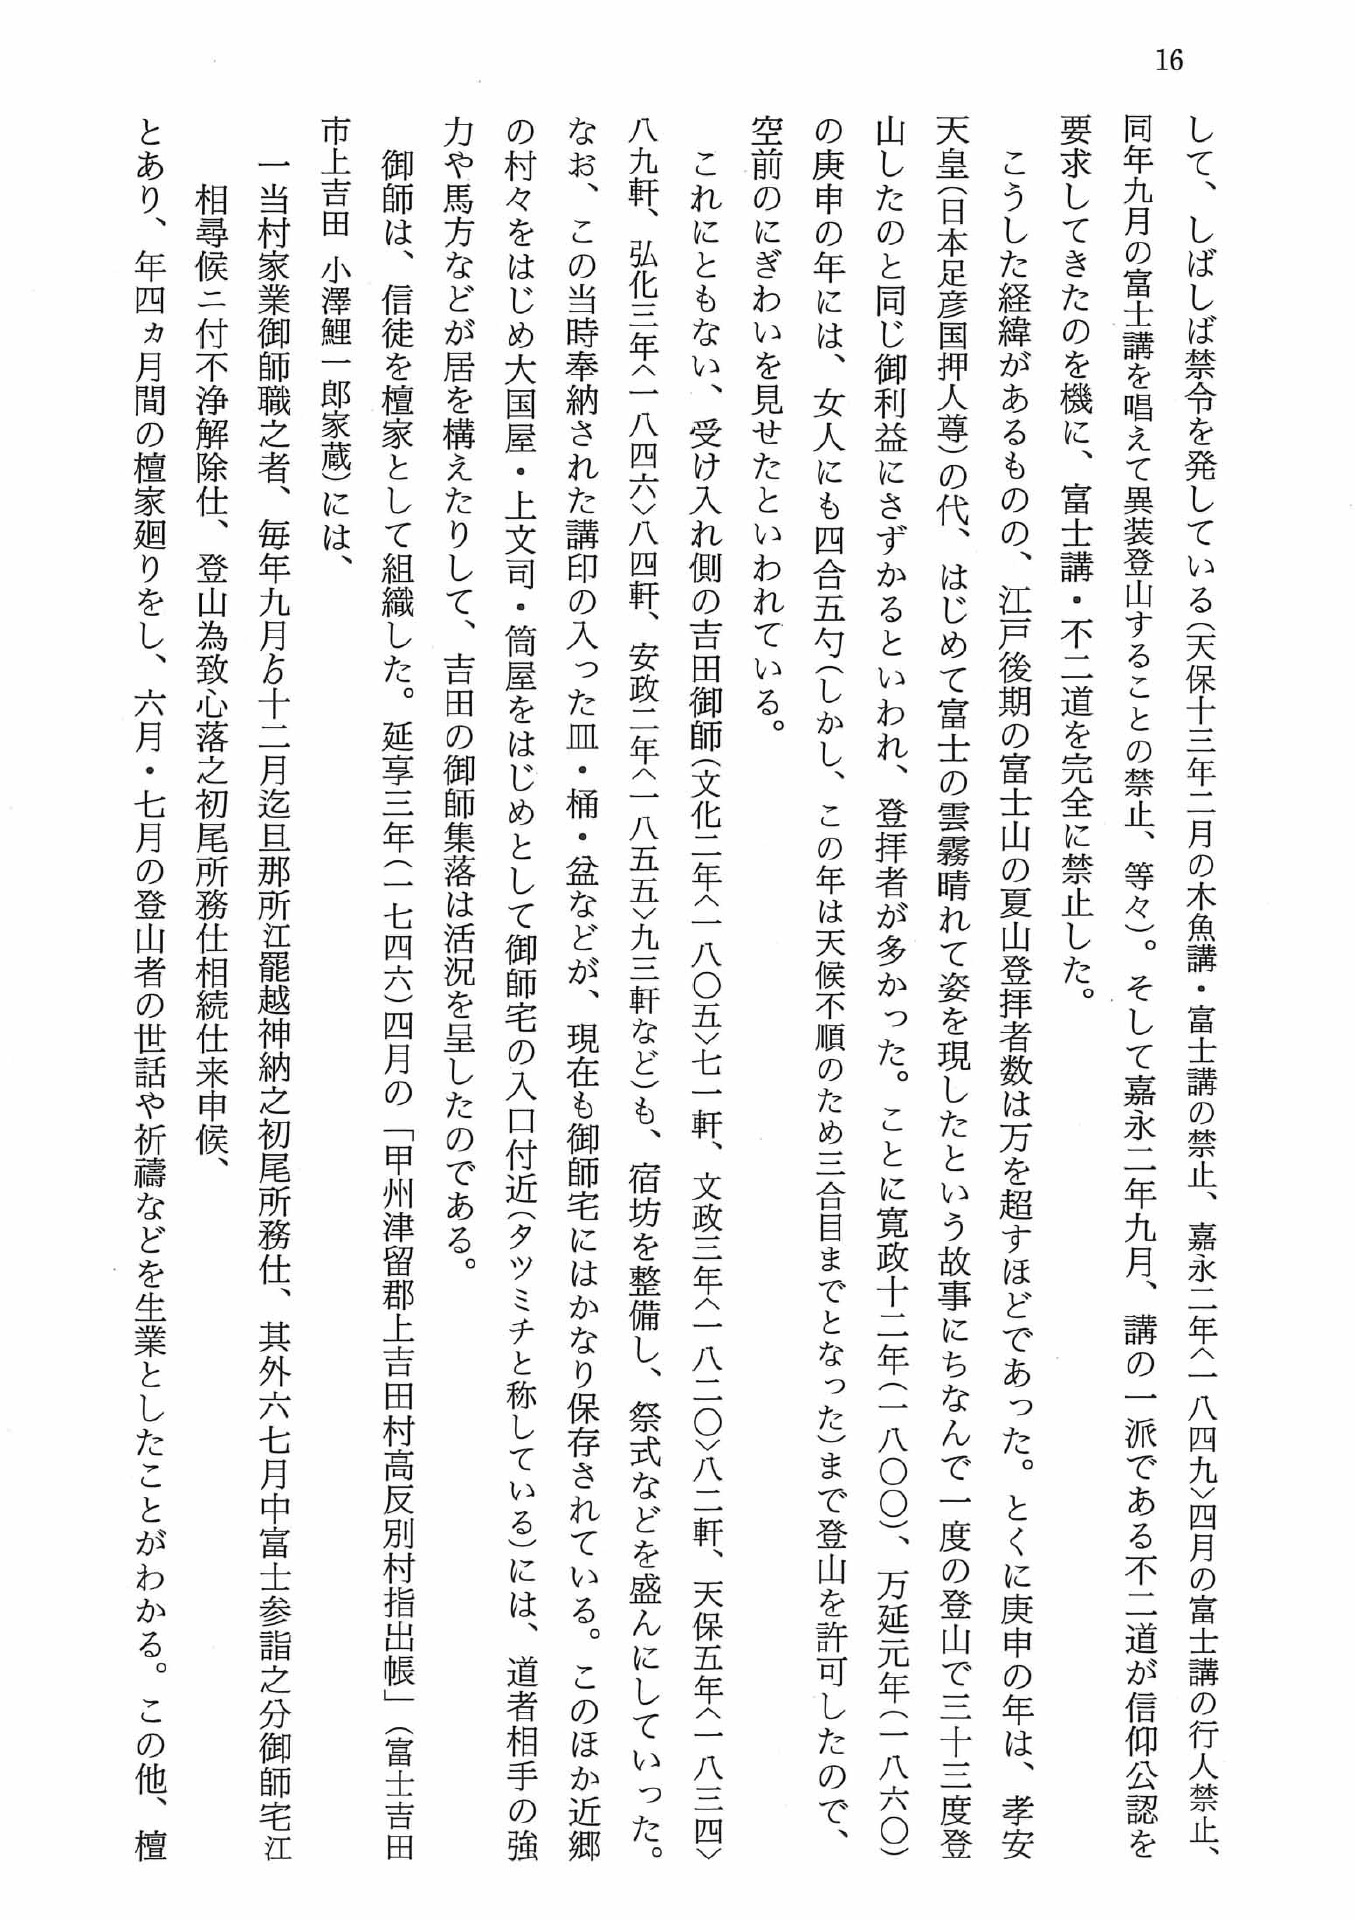 16
して、しばしば禁令を発している(天保十三年二月の木魚講・富士講の禁止、嘉永二年〈一八四九〉四月の富士講の行人禁止、
同年九月の富士講を唱えて異装登山することの禁止、等々)。そして嘉永二年九月、講の一派である不二道が信仰公認を
要求してきたのを機に、富士講・不二道を完全に禁止した。
こうした経緯があるものの、江戸後期の富士山の夏山登拝者数は万を超すほどであった。とくに庚申の年は、孝安
天皇(日本足彦国押人尊)の代、はじめて富士の雲霧晴れて姿を現したという故事にちなんで一度の登山で三十三度登
山したのと同じ御利益にさずかるといわれ、登拝者が多かった。ことに寛政十二年(一八〇〇)、万延元年(一八六〇)
の庚申の年には、女人にも四合五勺(しかし、この年は天候不順のため三合目までとなった)まで登山を許可したので、
空前のにぎわいを見せたといわれている。
これにともない、受け入れ側の吉田御師(文化二年〈一八〇五〉七一軒、文政三年〈一八二〇〉八二軒、天保五年〈一八三四〉
八九軒、弘化三年〈一八四六〉八四軒、安政二年〈一八五五〉九三軒など)も、宿坊を整備し、祭式などを盛んにしていった。
なお、この当時奉納された講印の入った皿・桶・盆などが、現在も御師宅にはかなり保存されている。このほか近郷
の村々をはじめ大国屋・上文司・筒屋をはじめとして御師宅の入口付近(タツミチと称している)には、道者相手の強
力や馬方などが居を構えたりして、吉田の御師集落は活況を呈したのである。
御師は、信徒を檀家として組織した。延享三年(一七四六)四月の「甲州津留郡上吉田村高反別村指出帳」(富士吉田
市上吉田 小澤鯉一郎家蔵)には、
一当村家業御師職之者、毎年九月ゟ十二月迄旦那所江罷越神納之初尾所務仕、其外六七月中富士参詣之分御師宅江
相尋候ニ付不浄解除仕、登山為致心落之初尾所務仕相続仕来申候、
とあり、年四ヵ月間の檀家廻りをし、六月・七月の登山者の世話や祈禱などを生業としたことがわかる。この他、檀